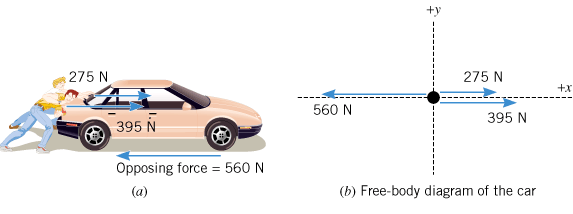 275 N
395 N
Opposing force = 560 N
(a)
+y
275 N
+x
560 N
395 N
(b) Free-body diagram of the car